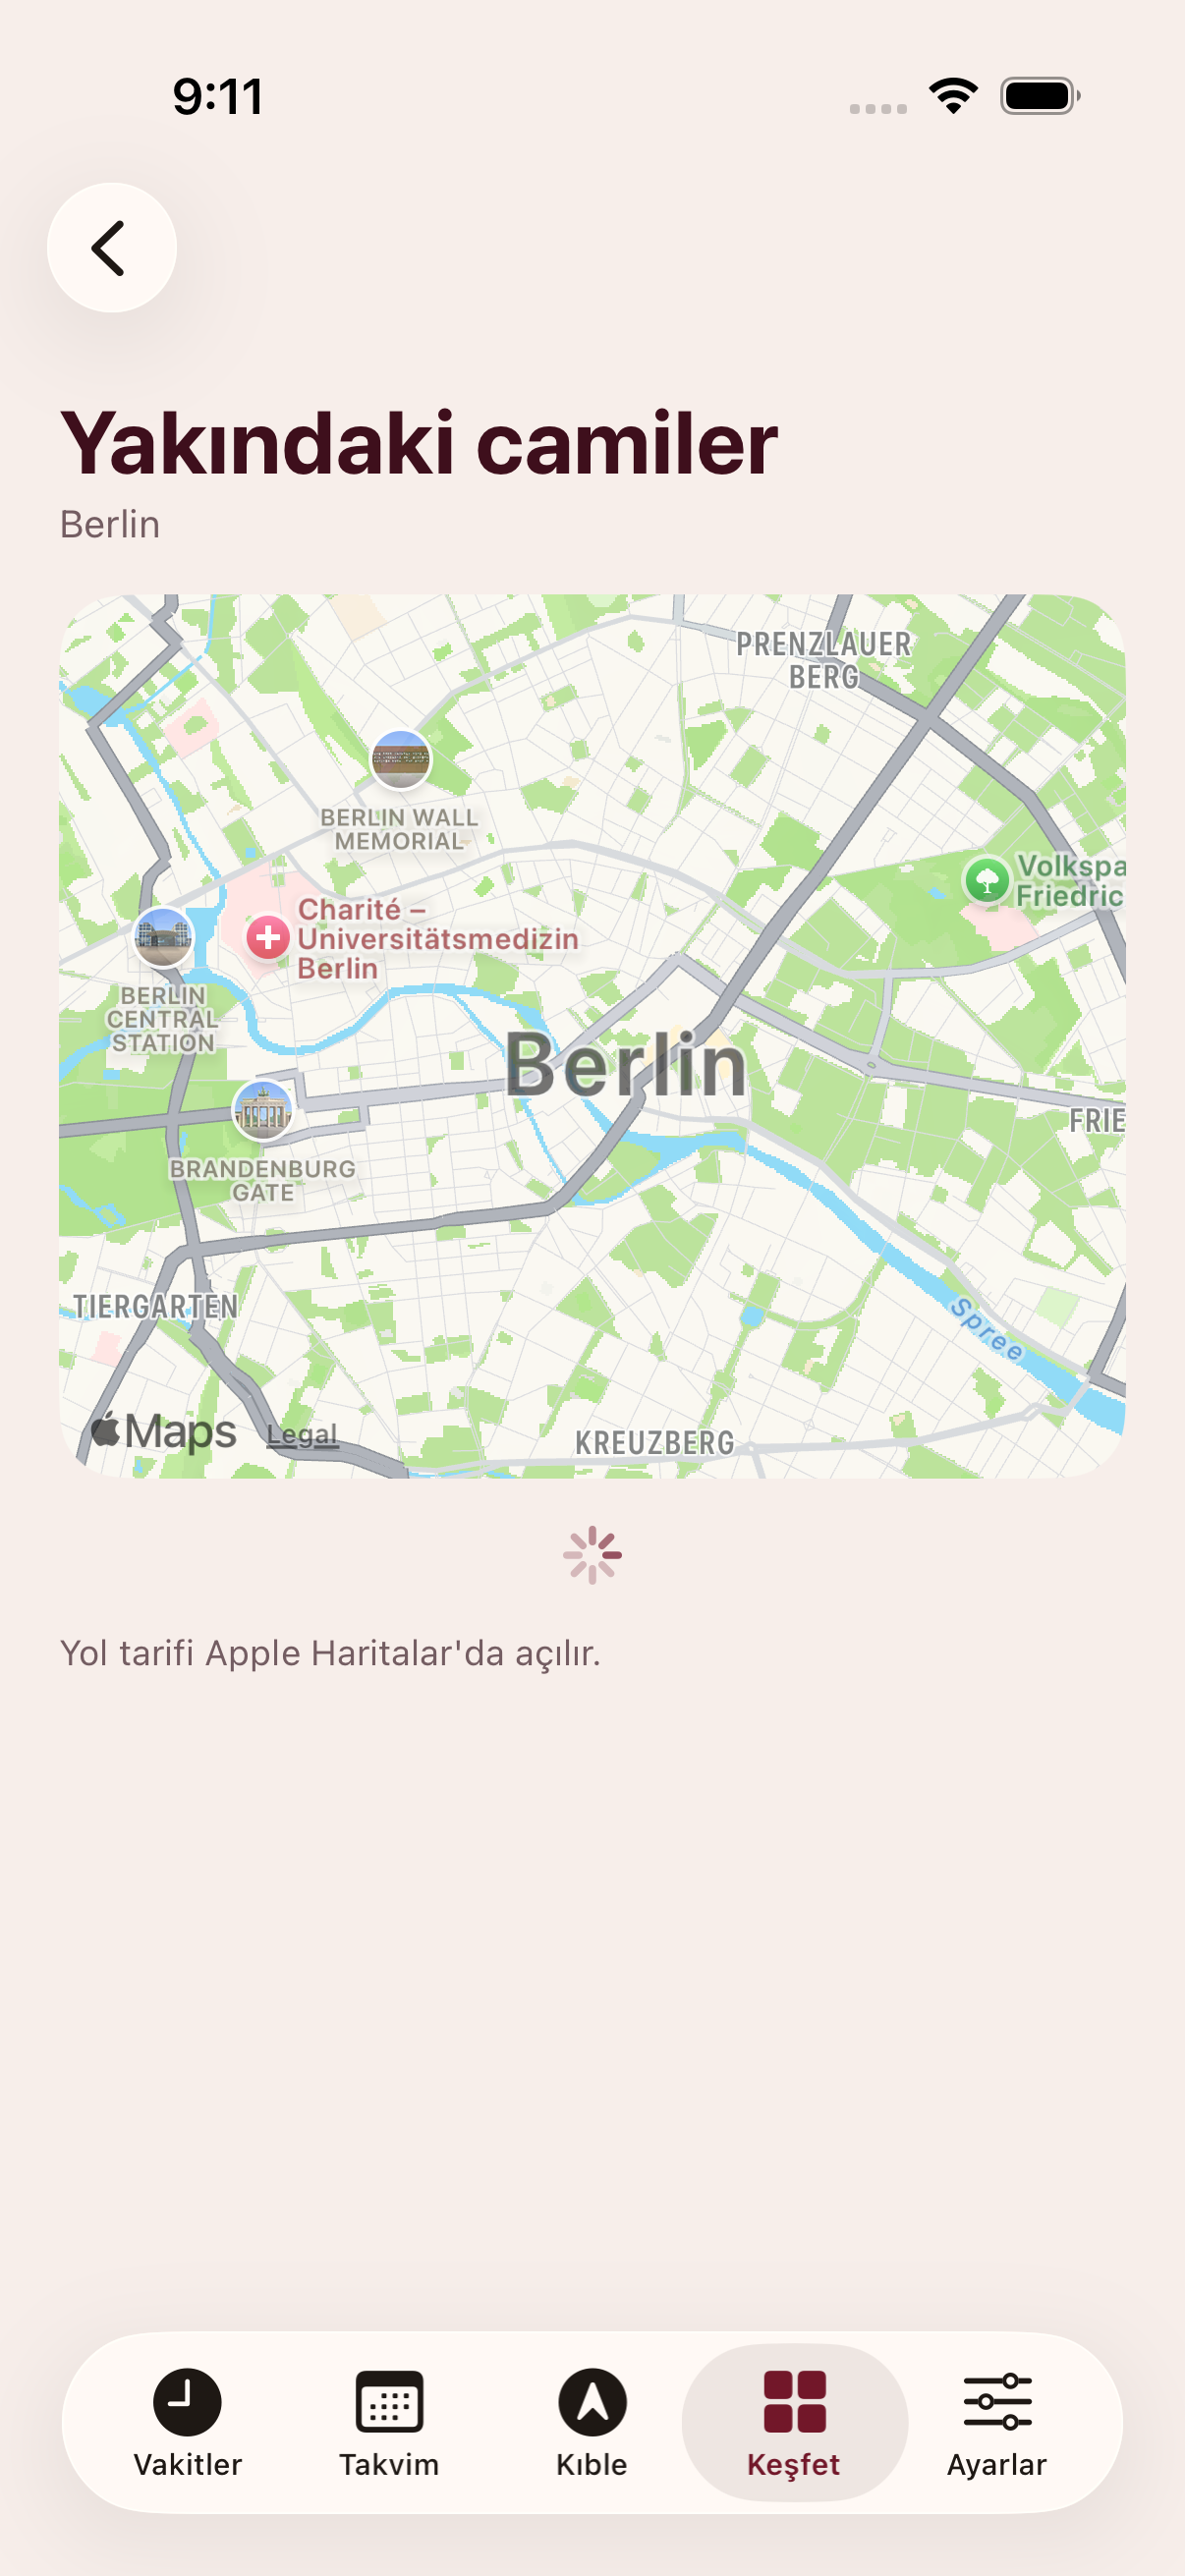 9:11
Yakındaki camiler
Berlin
PRENZLAUER
BERG
BERLIN WALL
MEMORIAL
Volkspa
Friedric
Charité –
Universitätsmedizin
Berlin
BERLIN
CENTRAL
STATION
Berlin
FRIE
BRANDENBURG
GATE
TIERGARTEN
Spree
Maps
Legal
KREUZBERG
Yol tarifi Apple Haritalar'da açılır.
Vakitler
Takvim
Kıble
Keşfet
Ayarlar